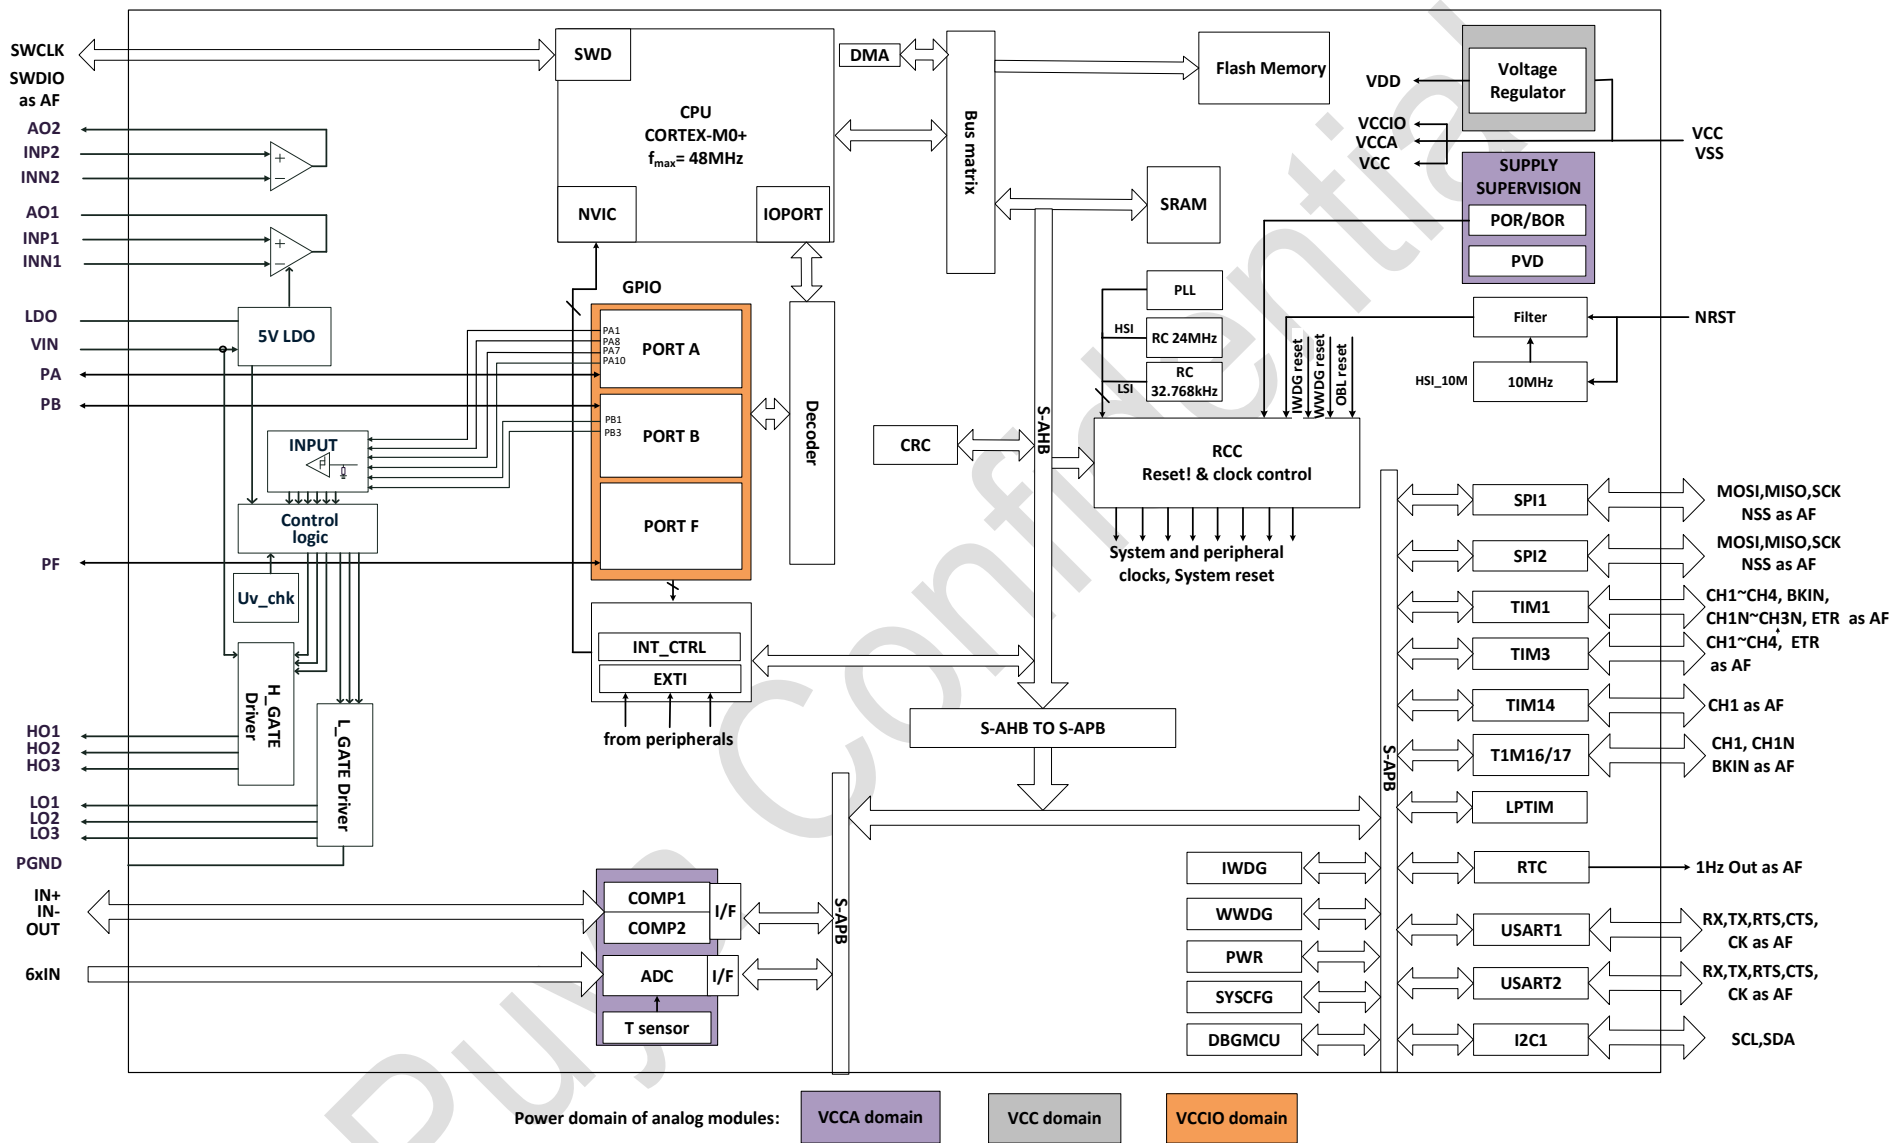 SWCLK
SWDIO
as AF
AO2
INP2
INN2
AO1
INP1
INN1
LDO
VIN
PA
PB
PF
HO1
HO2
HO3
LO1
LO2
LO3
PGND
IN+
IN-
OUT
6xIN
5V LDO
INPUT
Control
logic
Uv_chk
H_GATE
Driver
L_GATE Driver
SWD
CPU
CORTEX-M0+
fmax= 48MHz
NVIC
IOPORT
GPIO
PA1
PA8
PA7
PA10
PORT A
PB1
PB3
PORT B
PORT F
INT_CTRL
EXTI
from peripherals
Decoder
DMA
Bus matrix
Flash Memory
SRAM
CRC
S-AHB
PLL
HSI
RC 24MHz
LSI
RC
32.768kHz
IWDG reset
WWDG reset
OBL reset
RCC
Reset! & clock control
System and peripheral
clocks, System reset
S-AHB TO S-APB
S-APB
COMP1
COMP2
I/F
ADC
I/F
T sensor
VDD
VCCIO
VCCA
VCC
Voltage
Regulator
VCC
VSS
SUPPLY
SUPERVISION
POR/BOR
PVD
Filter
NRST
HSI_10M
10MHz
S-APB
IWDG
WWDG
PWR
SYSCFG
DBGMCU
SPI1
MOSI,MISO,SCK
NSS as AF
SPI2
MOSI,MISO,SCK
NSS as AF
TIM1
CH1~CH4, BKIN,
CH1N~CH3N, ETR as AF
TIM3
CH1~CH4, ETR
as AF
TIM14
CH1 as AF
T1M16/17
CH1, CH1N
BKIN as AF
LPTIM
RTC
1Hz Out as AF
USART1
RX,TX,RTS,CTS,
CK as AF
USART2
RX,TX,RTS,CTS,
CK as AF
I2C1
SCL,SDA
Power domain of analog modules:
VCCA domain
VCC domain
VCCIO domain
Puya Confidential